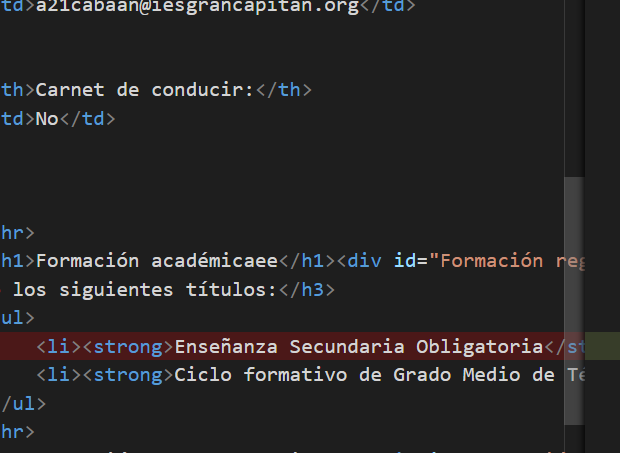 td>a21cabaan@iesgrancapitan.org</td>
th>Carnet de conducir:</th>
td>No</td>
hr>
h1>Formación académicaee</h1><div id="Formación reg
los siguientes títulos:</h3>
ul>
<li><strong>Enseñanza Secundaria Obligatoria</st
<li><strong>Ciclo formativo de Grado Medio de Té
/ul>
hr>